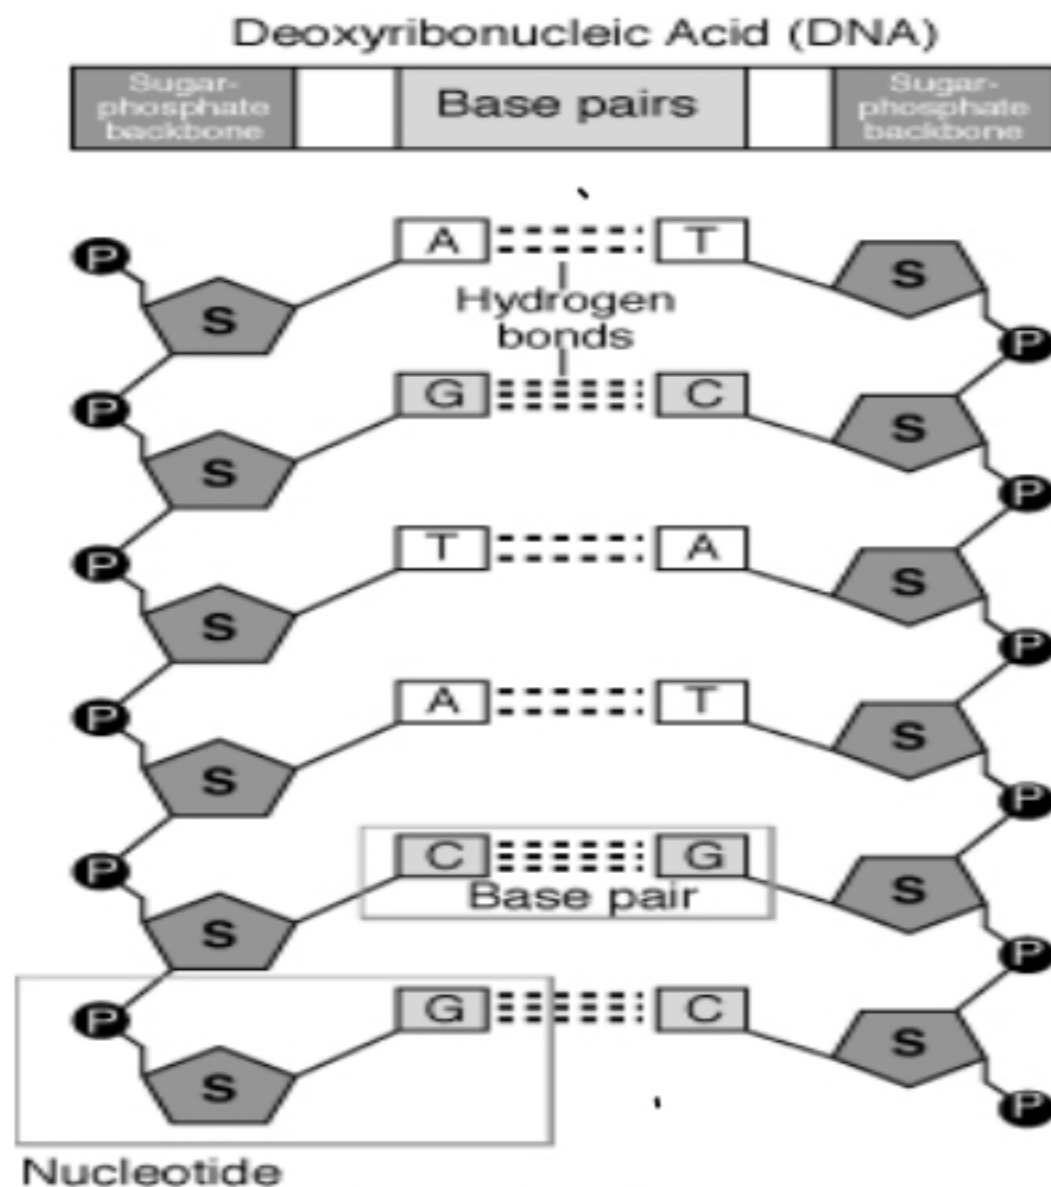 Deoxyribonucleic Acid (DNA)
Sugar-
phosphate
backbone
Base pairs
Sugar-
phosphate
backbone
P A T S
S
Hydrogen
bonds
P
P G C S
S
P
P T A S
S
P
P A T S
S
P
P C G S
Base pair
S
P
P G C S
S
P
Nucleotide